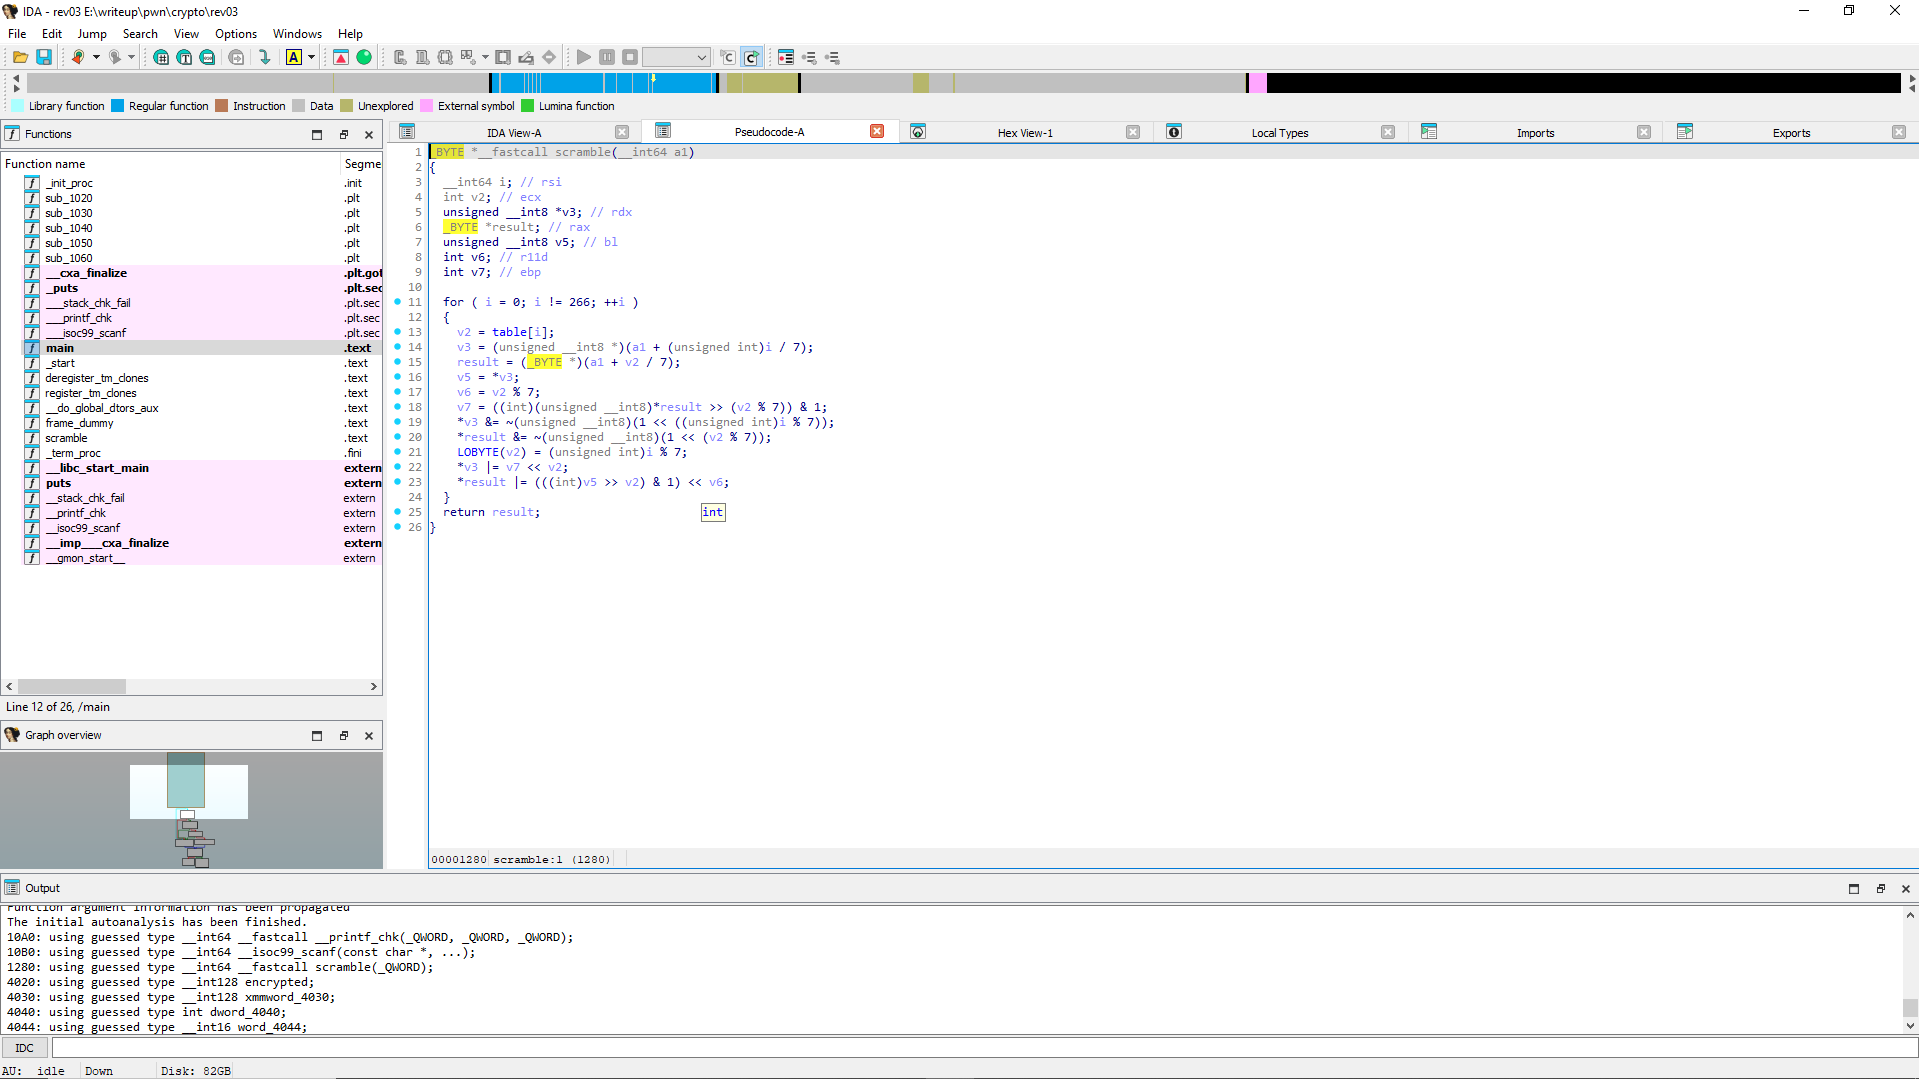 IDA - rev03 E:\writeup\pwn\crypto\rev03
File Edit Jump Search View Options Windows Help
Library function Regular function Instruction Data Unexplored External symbol Lumina function
Functions
Function name Segme
_init_proc .init
sub_1020 .plt
sub_1030 .plt
sub_1040 .plt
sub_1050 .plt
sub_1060 .plt
__cxa_finalize .plt.got
_puts .plt.sec
___stack_chk_fail .plt.sec
___printf_chk .plt.sec
___isoc99_scanf .plt.sec
main .text
_start .text
deregister_tm_clones .text
register_tm_clones .text
__do_global_dtors_aux .text
frame_dummy .text
scramble .text
_term_proc .fini
__libc_start_main extern
puts extern
__stack_chk_fail extern
__printf_chk extern
__isoc99_scanf extern
__imp___cxa_finalize extern
__gmon_start__ extern
Line 12 of 26, /main
Graph overview
IDA View-A Pseudocode-A Hex View-1 Local Types Imports Exports
1 _BYTE *__fastcall scramble(__int64 a1)
2 {
3 __int64 i; // rsi
4 int v2; // ecx
5 unsigned __int8 *v3; // rdx
6 _BYTE *result; // rax
7 unsigned __int8 v5; // bl
8 int v6; // r11d
9 int v7; // ebp
10
11 for ( i = 0; i != 266; ++i )
12 {
13 v2 = table[i];
14 v3 = (unsigned __int8 *)(a1 + (unsigned int)i / 7);
15 result = (_BYTE *)(a1 + v2 / 7);
16 v5 = *v3;
17 v6 = v2 % 7;
18 v7 = ((int)(unsigned __int8)*result >> (v2 % 7)) & 1;
19 *v3 &= ~(unsigned __int8)(1 << ((unsigned int)i % 7));
20 *result &= ~(unsigned __int8)(1 << (v2 % 7));
21 LOBYTE(v2) = (unsigned int)i % 7;
22 *v3 |= v7 << v2;
23 *result |= (((int)v5 >> v2) & 1) << v6;
24 }
25 return result;
int
26 }
00001280 scramble:1 (1280)
Output
Function argument information has been propagated
The initial autoanalysis has been finished.
10A0: using guessed type __int64 __fastcall __printf_chk(_QWORD, _QWORD, _QWORD);
10B0: using guessed type __int64 __isoc99_scanf(const char *, ...);
1280: using guessed type __int64 __fastcall scramble(_QWORD);
4020: using guessed type __int128 encrypted;
4030: using guessed type __int128 xmmword_4030;
4040: using guessed type int dword_4040;
4044: using guessed type __int16 word_4044;
IDC
AU: idle Down Disk: 82GB